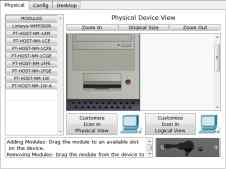 Physical Config Desktop
MODULES
Physical Device View
Zoom In Original Size Zoom Out
Linksys-WMP300N
PT-HOST-NM-1AM
PT-HOST-NM-1CE
PT-HOST-NM-1CFE
PT-HOST-NM-1CGE
PT-HOST-NM-1FFE
PT-HOST-NM-1FGE
PT-HOST-NM-1W
PT-HOST-NM-1W-A
Customize
Icon in
Physical View
Customize
Icon in
Logical View
Adding Modules: Drag the module to an available slot
on the device.
Removing Modules: Drag the module from the device to